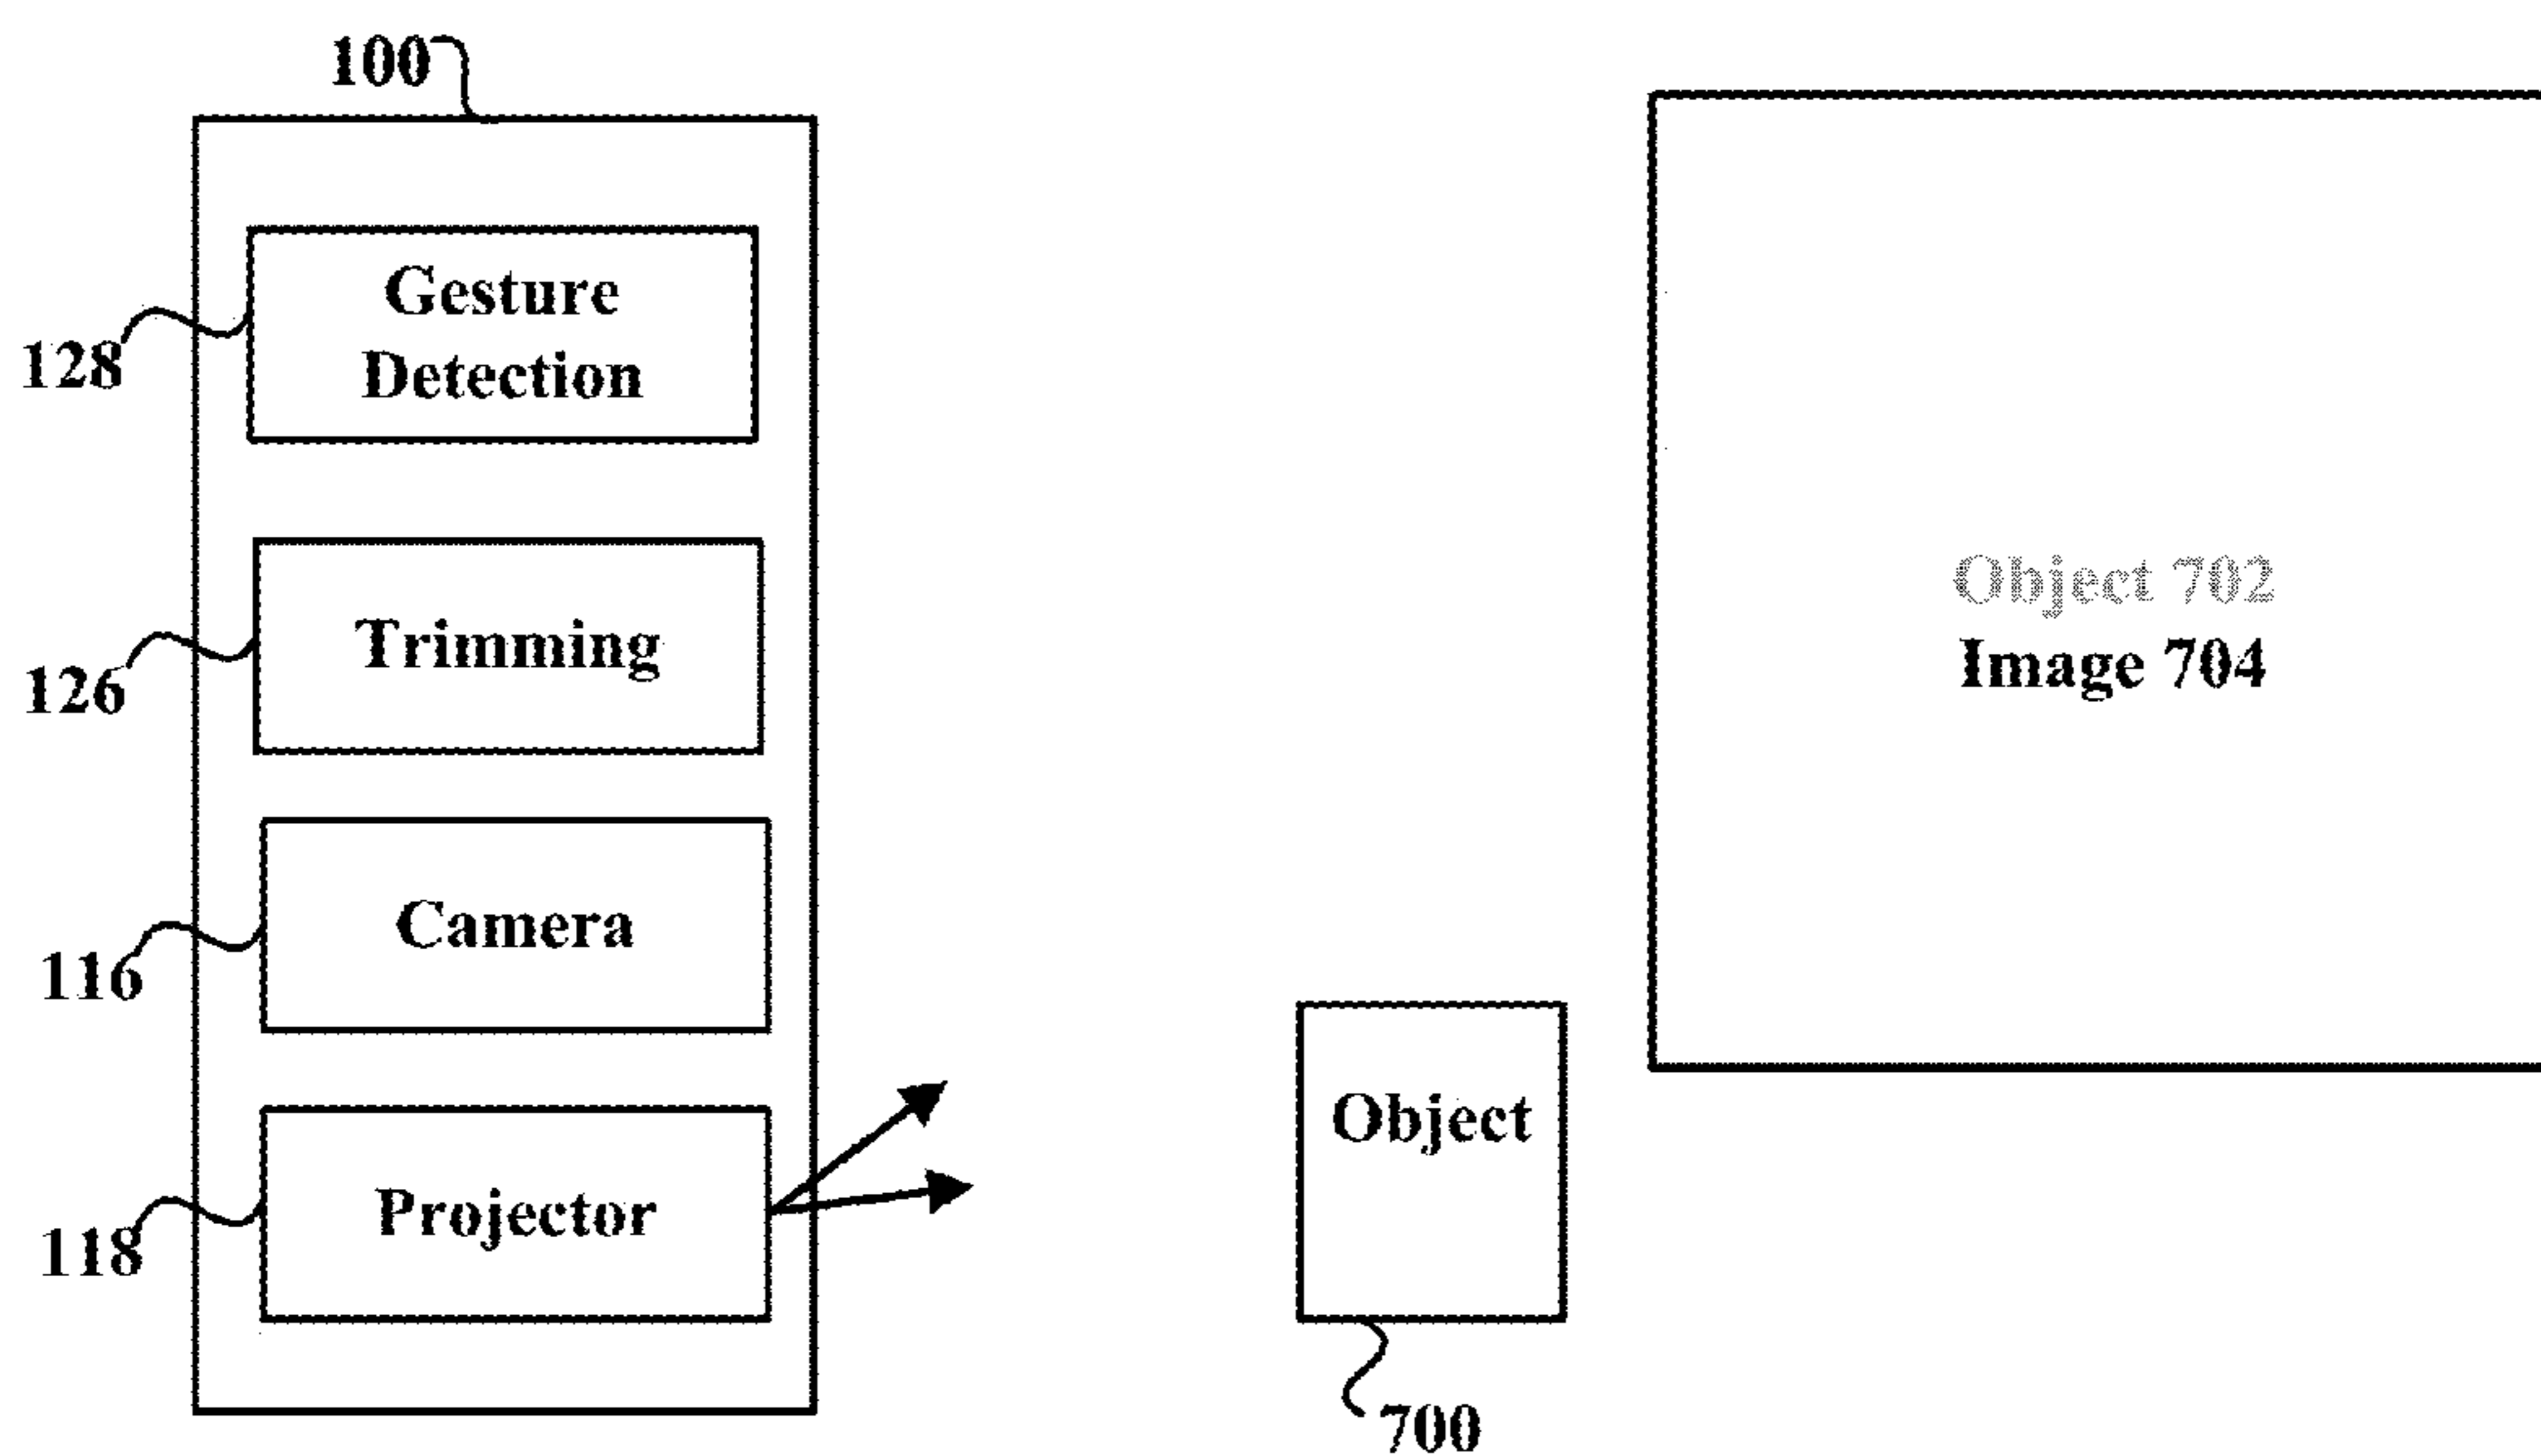 100
Gesture
Detection
128
Trimming
126
Camera
116
Projector
118
Object 702
Image 704
Object
700